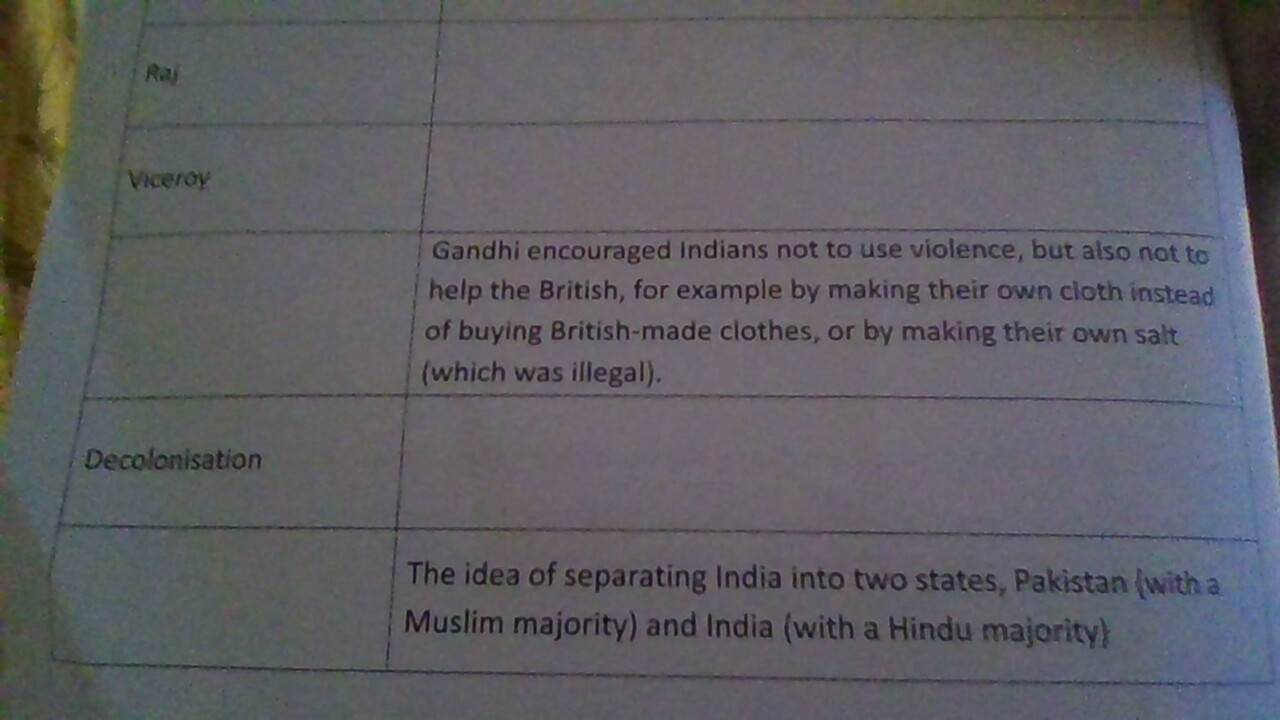 Raj
Viceroy
Gandhi encouraged Indians not to use violence, but also not to
help the British, for example by making their own cloth instead
of buying British-made clothes, or by making their own salt
(which was illegal).
Decolonisation
The idea of separating India into two states, Pakistan (with a
Muslim majority) and India (with a Hindu majority)